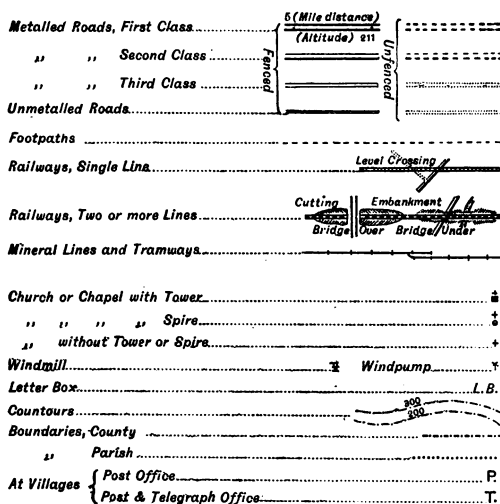 Metalled Roads, First Class 5 (Mile distance)
(Altitude) 211
Fenced
Unfenced
„ „ Second Class
„ „ Third Class
Unmetalled Roads
Footpaths
Railways, Single Line Level Crossing
Railways, Two or more Lines Cutting Embankment
Bridge Over Bridge Under
Mineral Lines and Tramways
Church or Chapel with Tower
„ „ „ „ Spire
„ without Tower or Spire
Windmill Windpump
Letter Box L.B.
Countours 300
200
Boundaries, County
„ Parish
At Villages { Post Office P.
Post & Telegraph Office T.